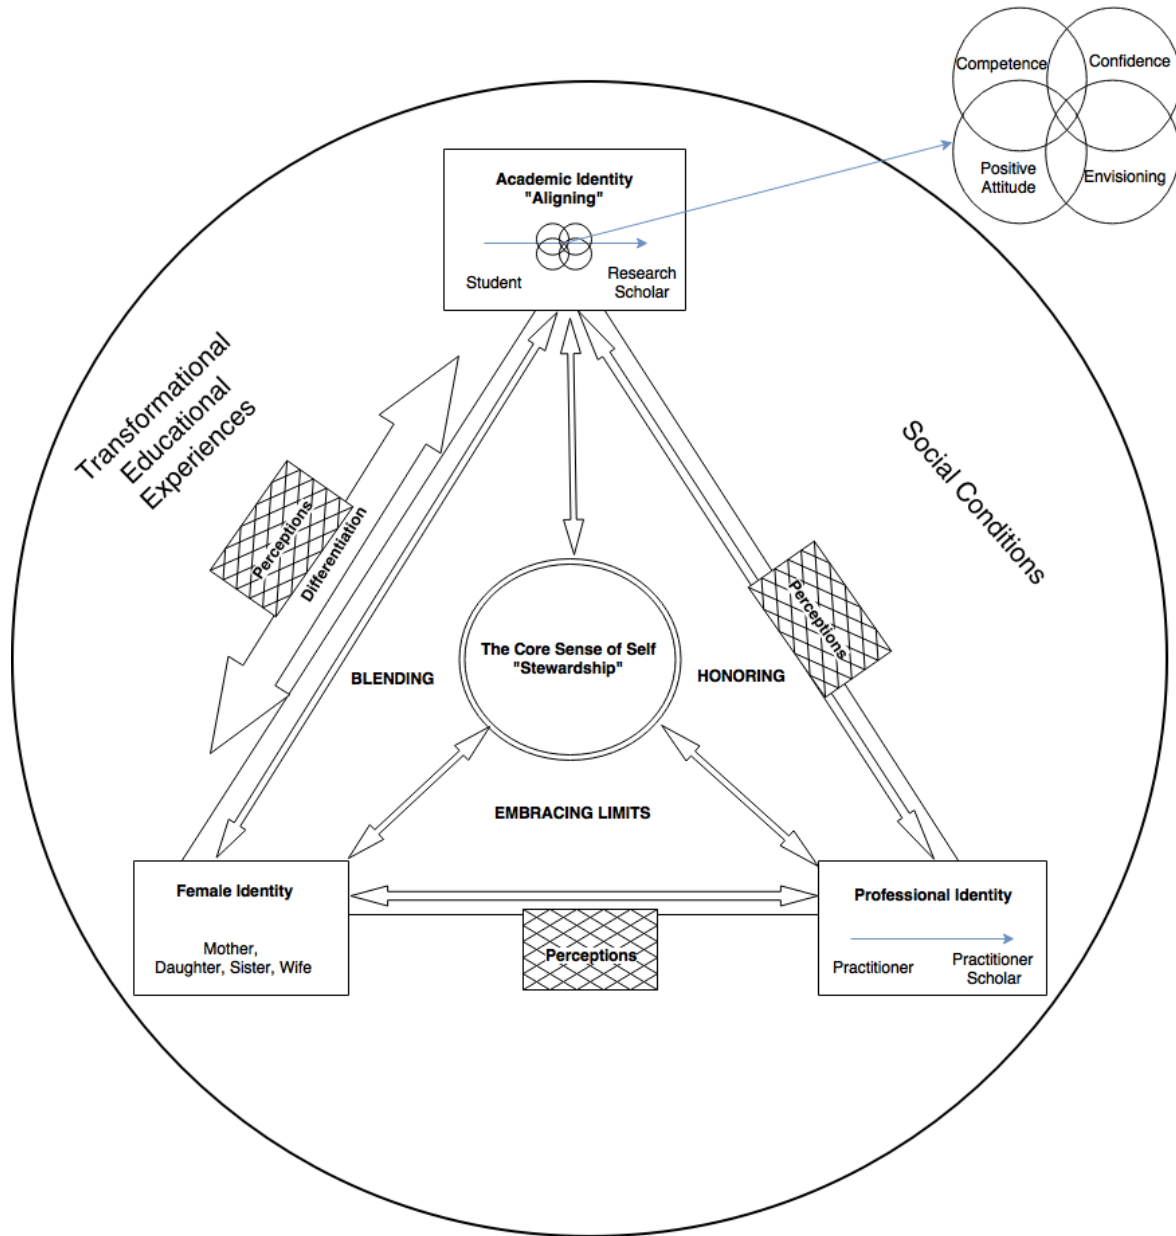 Competence
Confidence
Positive
Attitude
Envisioning
Academic Identity
"Aligning"
Student
Research
Scholar
Transformational
Educational
Experiences
Social Conditions
Perceptions
Differentiation
Perceptions
The Core Sense of Self
"Stewardship"
BLENDING
HONORING
EMBRACING LIMITS
Female Identity
Mother,
Daughter, Sister, Wife
Perceptions
Professional Identity
Practitioner
Practitioner
Scholar